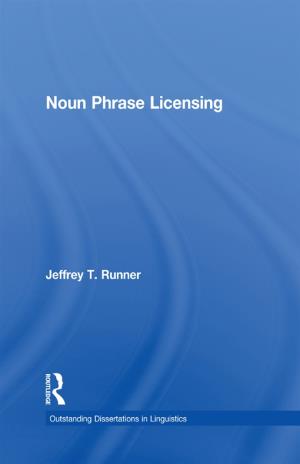 Noun Phrase Licensing
Jeffrey T. Runner
ROUTLEDGE
Outstanding Dissertations in Linguistics